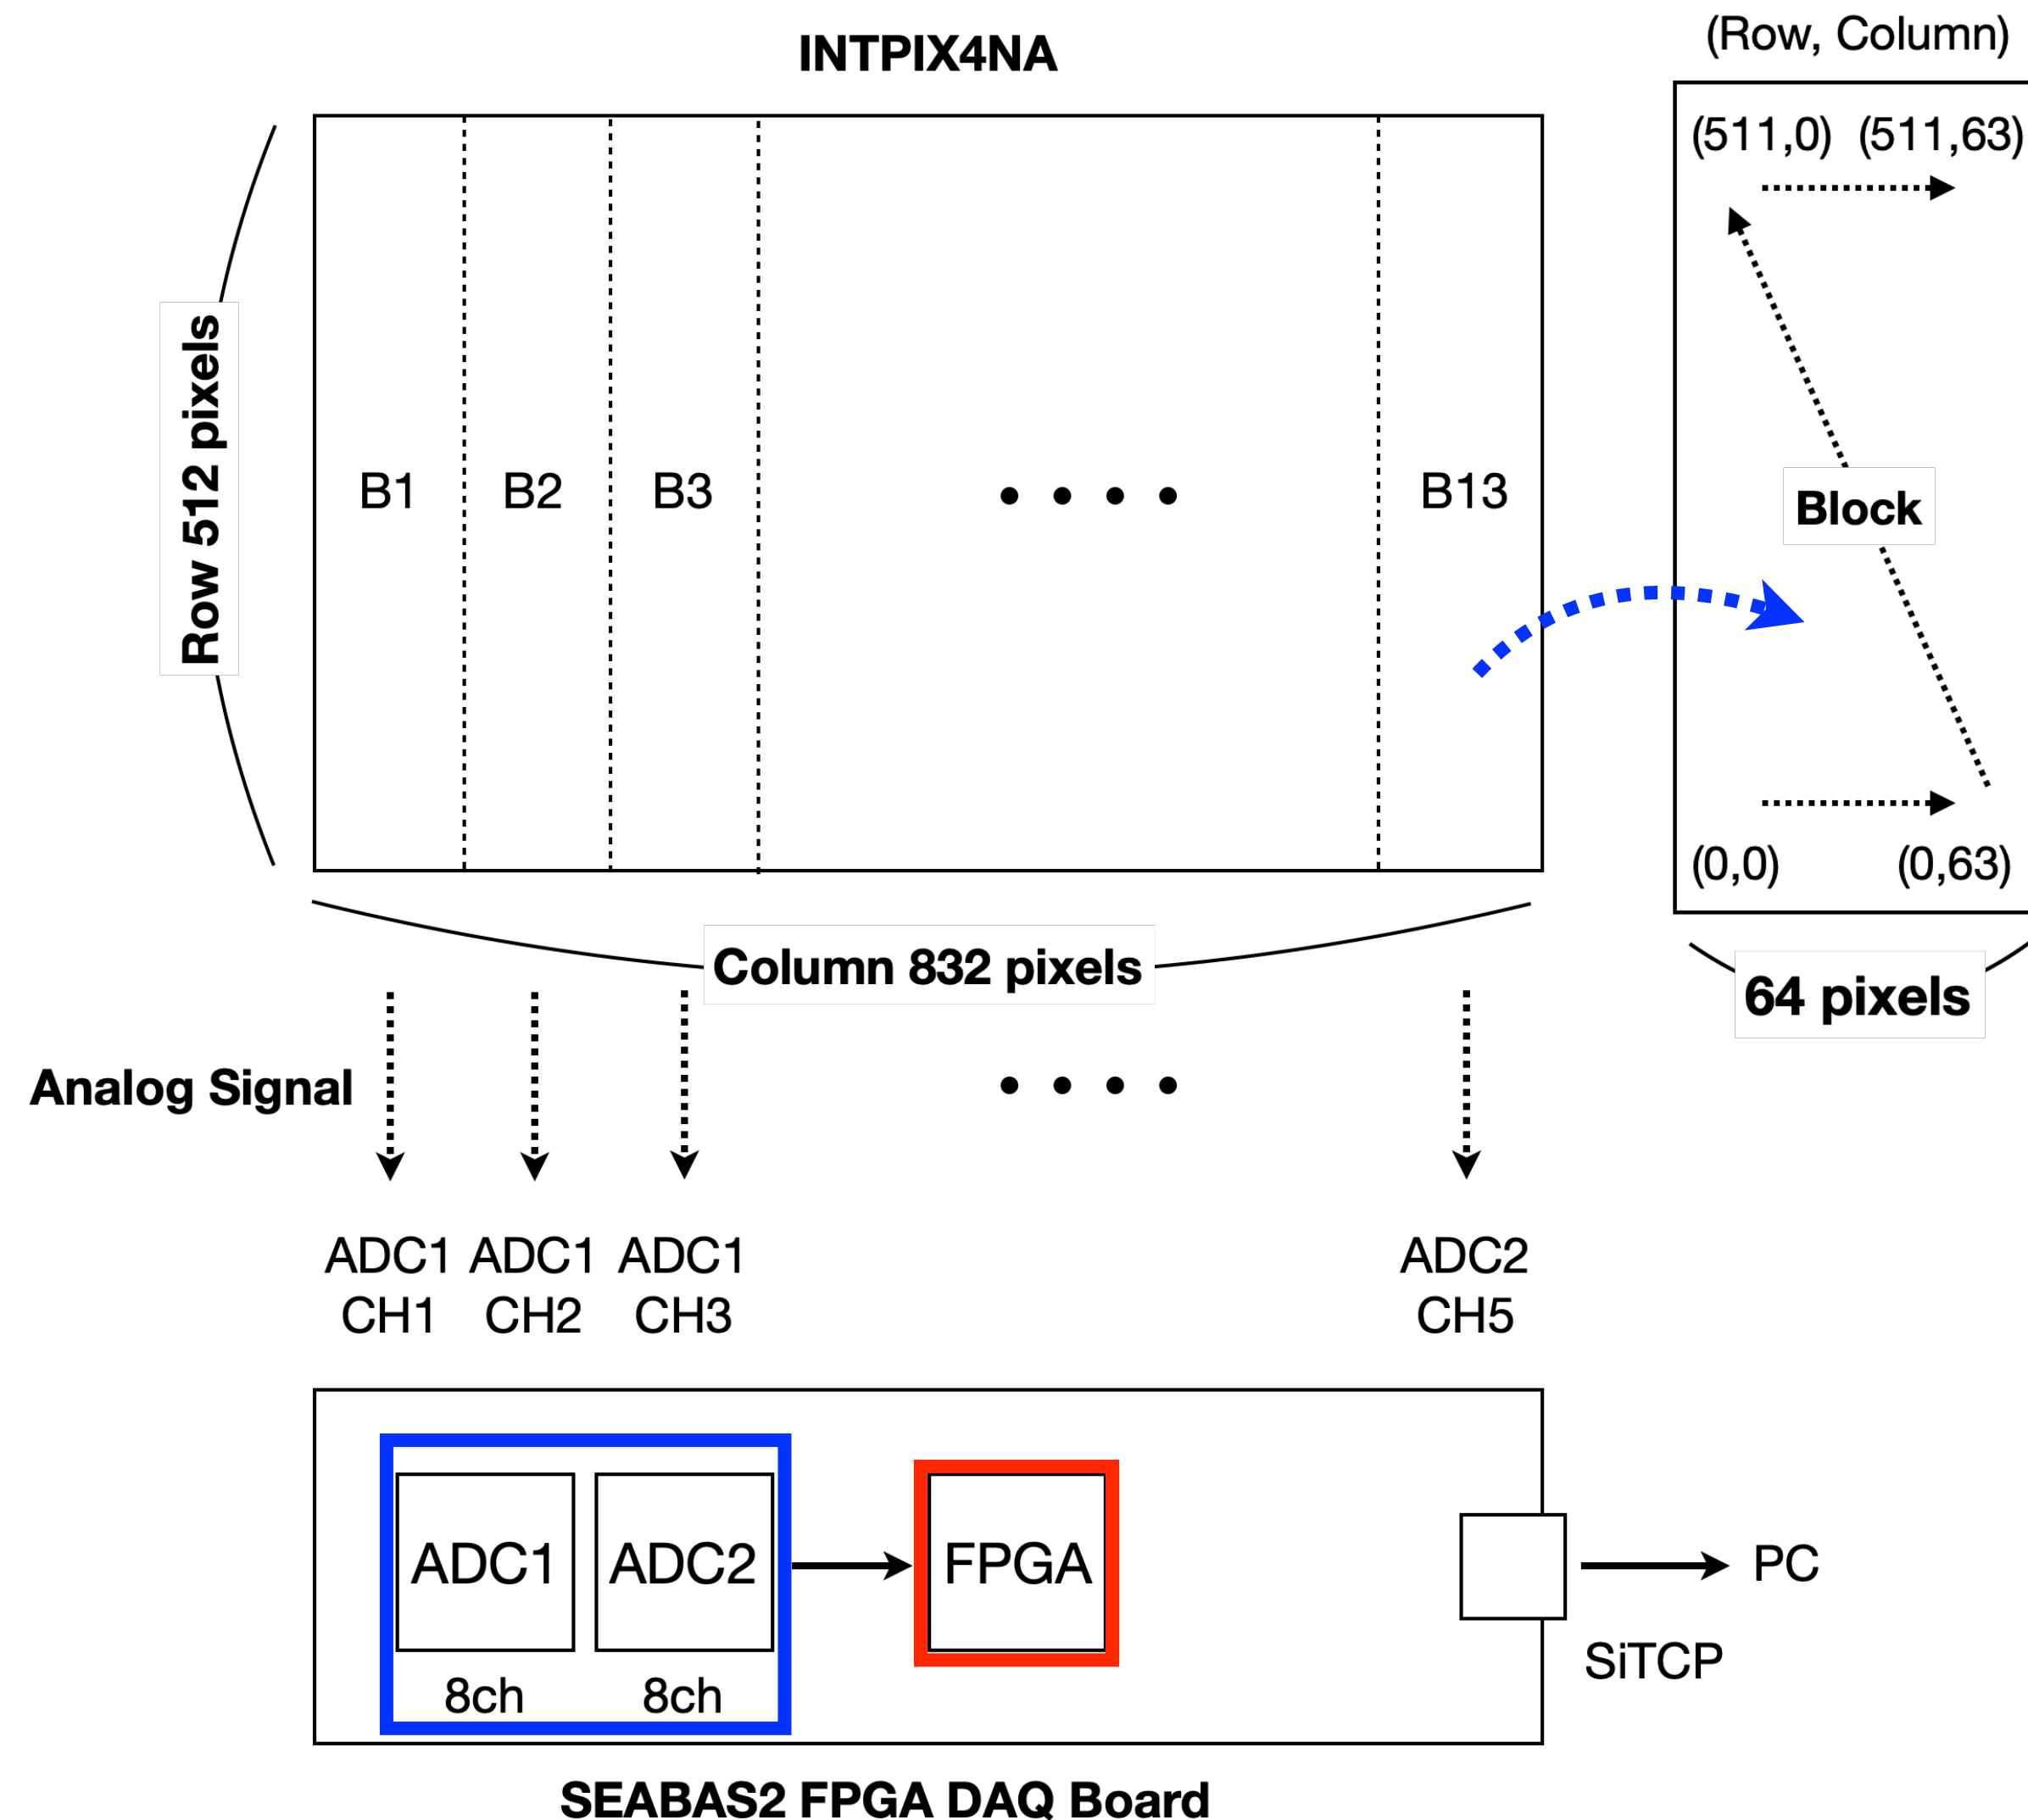 INTPIX4NA
(Row, Column)
(511,0) (511,63)
Row 512 pixels
B1 B2 B3 B13
Block
(0,0) (0,63)
Column 832 pixels
64 pixels
Analog Signal
ADC1 ADC1 ADC1 ADC2
CH1 CH2 CH3 CH5
ADC1 ADC2 FPGA PC
SiTCP
8ch 8ch
SEABAS2 FPGA DAQ Board